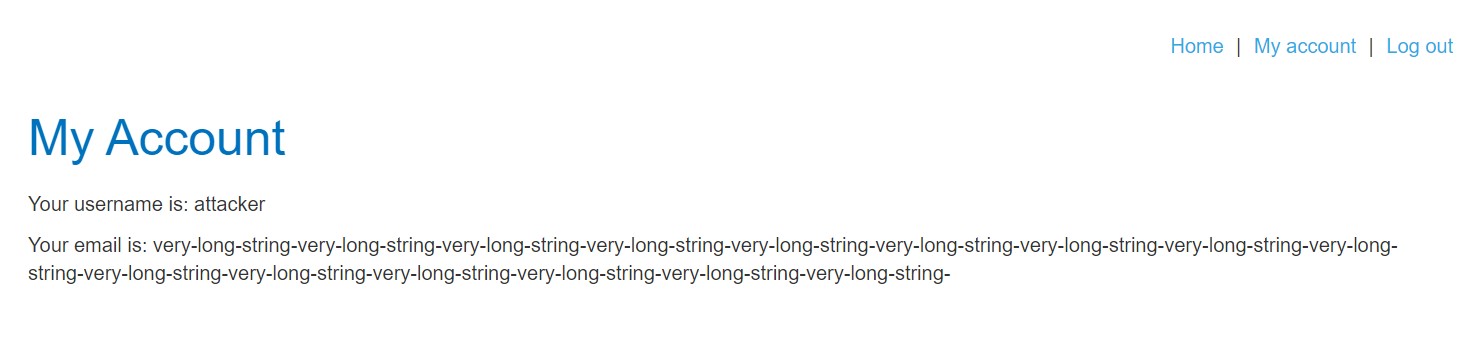 Home | My account | Log out
My Account
Your username is: attacker
Your email is: very-long-string-very-long-string-very-long-string-very-long-string-very-long-string-very-long-string-very-long-string-very-long-string-very-long-
string-very-long-string-very-long-string-very-long-string-very-long-string-very-long-string-very-long-string-